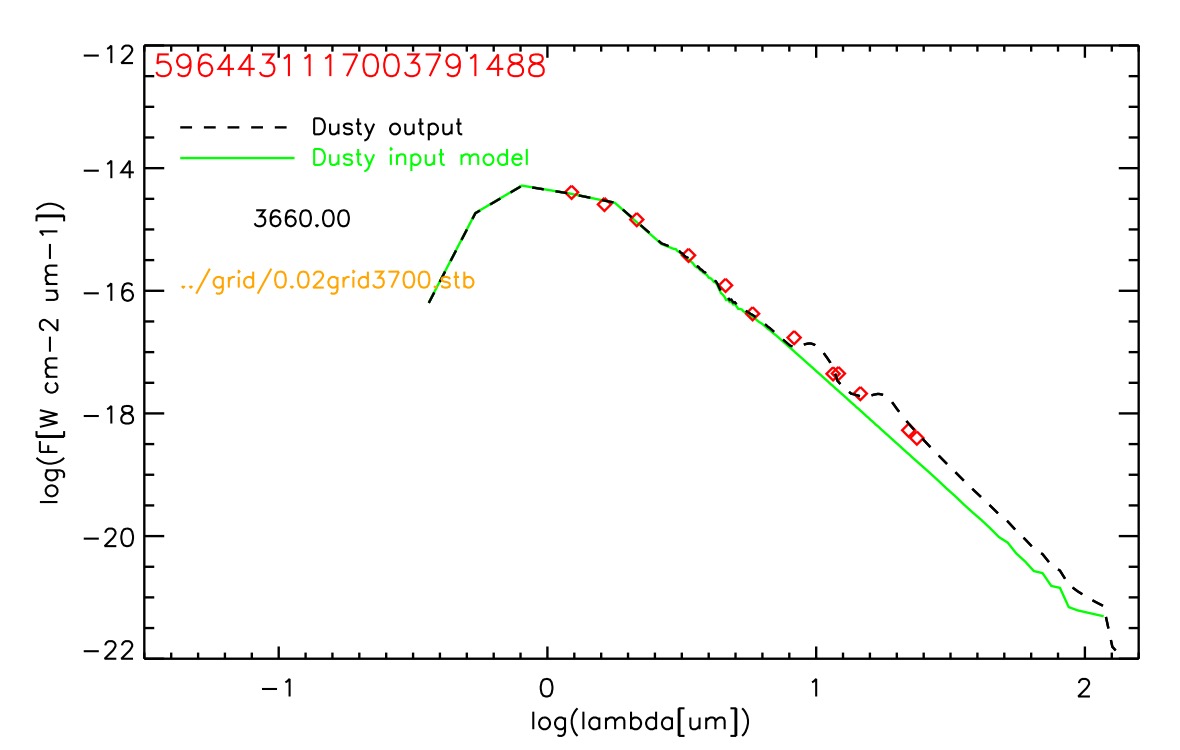 5964431117003791488
Dusty output
Dusty input model
3660.00
../grid/0.02grid3700.stb
-12
-14
-16
-18
-20
-22
log(F[W cm-2 um-1])
-1 0 1 2
log(lambda[um])